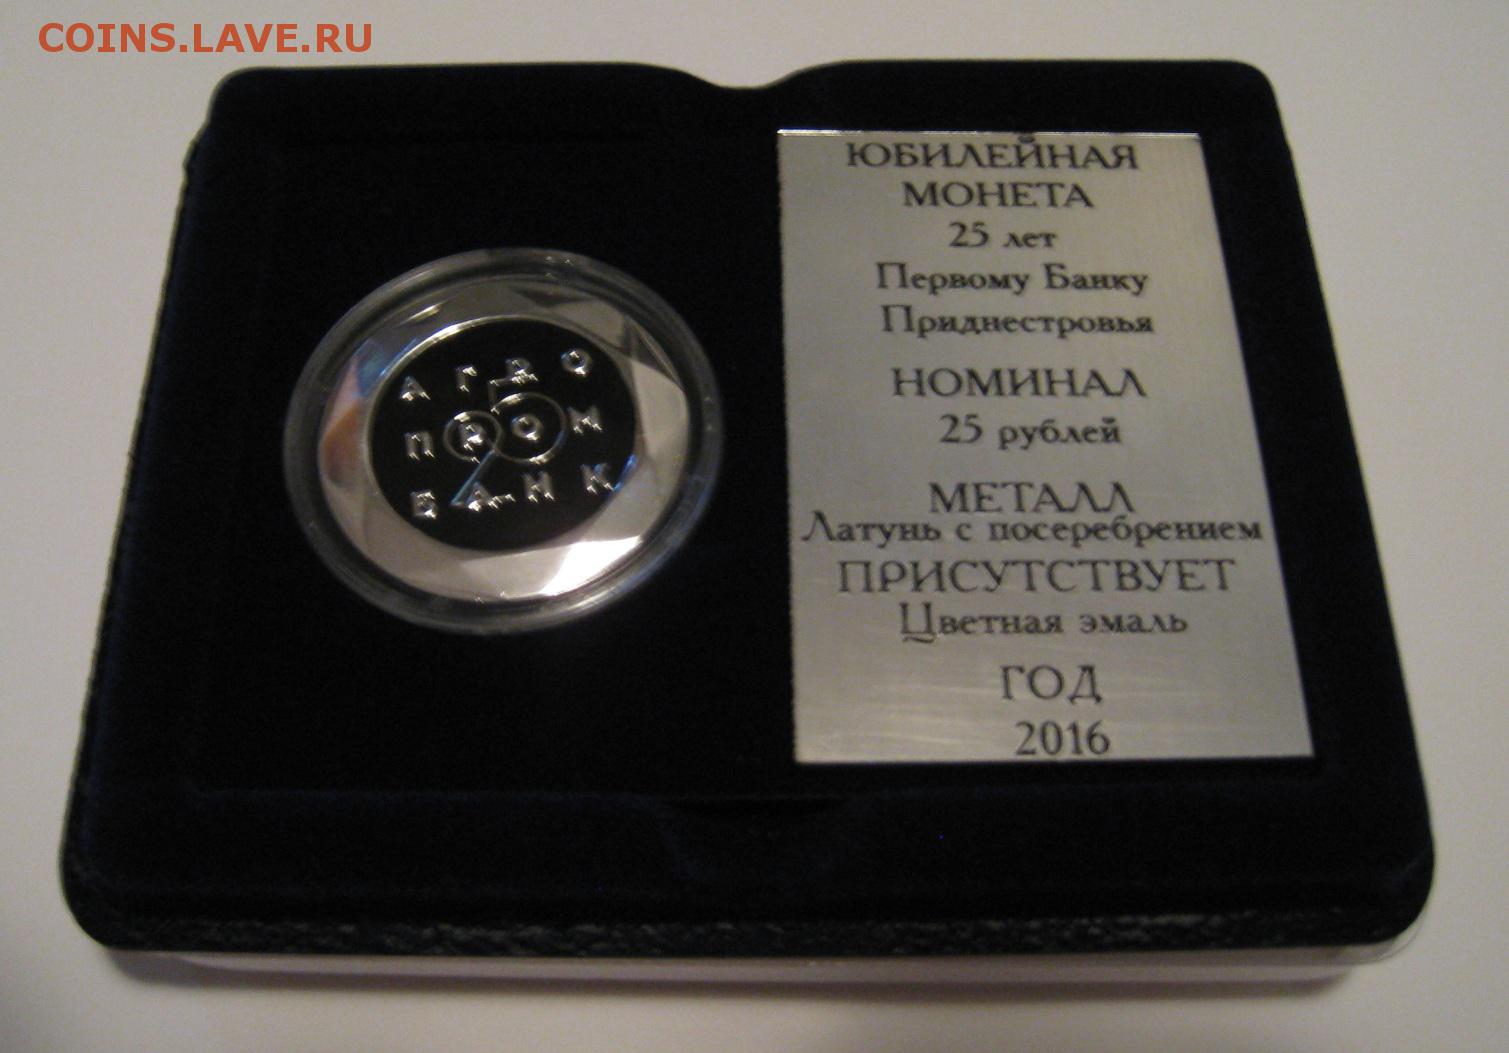 COINS.LAVE.RU
АГРО
ПРОМ
БАНК
ЮБИЛЕЙНАЯ
МОНЕТА
25 лет
Первому Банку
Приднестровья
НОМИНАЛ
25 рублей
МЕТАЛЛ
Латунь с посеребрением
ПРИСУТСТВУЕТ
Цветная эмаль
ГОД
2016